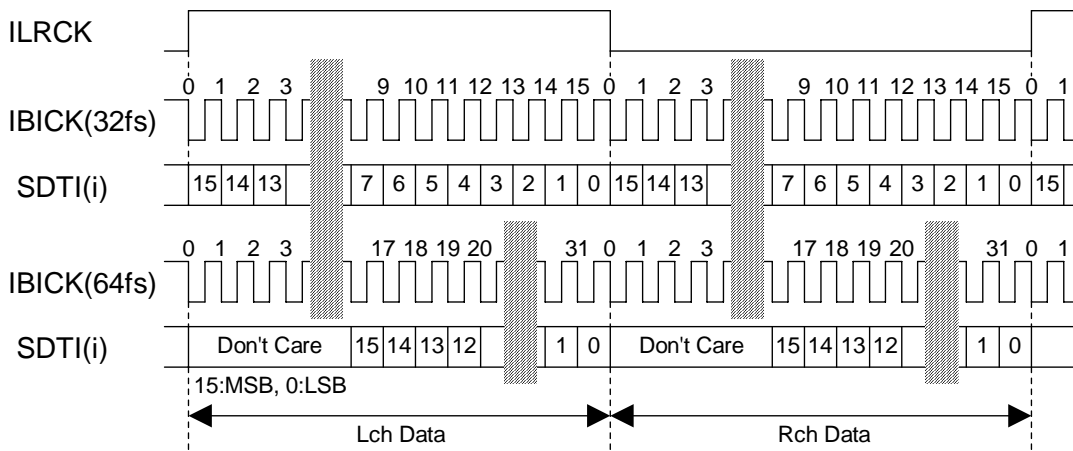 ILRCK
0 1 2 3 9 10 11 12 13 14 15 0 1 2 3 9 10 11 12 13 14 15 0 1
IBICK(32fs)
SDTI(i) 15 14 13 7 6 5 4 3 2 1 0 15 14 13 7 6 5 4 3 2 1 0 15
0 1 2 3 17 18 19 20 31 0 1 2 3 17 18 19 20 31 0 1
IBICK(64fs)
SDTI(i) Don't Care 15 14 13 12 1 0 Don't Care 15 14 13 12 1 0
15:MSB, 0:LSB
Lch Data Rch Data